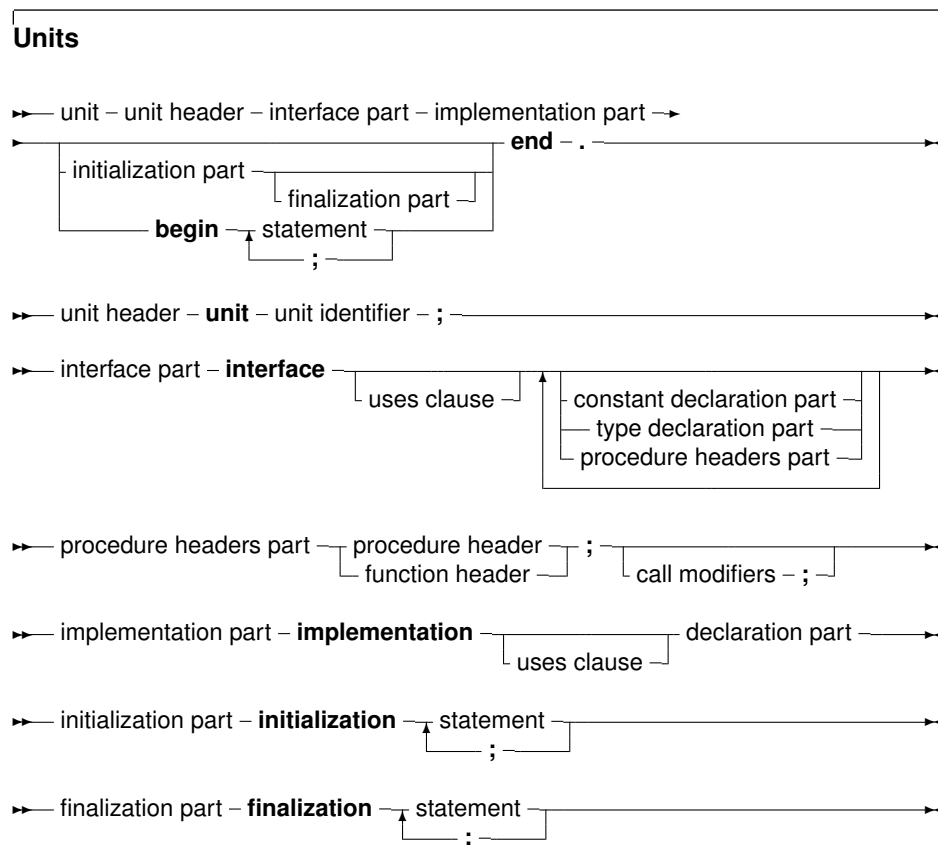 Units
unit – unit header – interface part – implementation part
end – .
initialization part
finalization part
begin – statement
;
unit header – unit – unit identifier – ;
interface part – interface
uses clause constant declaration part
type declaration part
procedure headers part
procedure headers part procedure header ;
function header call modifiers – ;
implementation part – implementation declaration part
uses clause
initialization part – initialization statement
;
finalization part – finalization statement
;